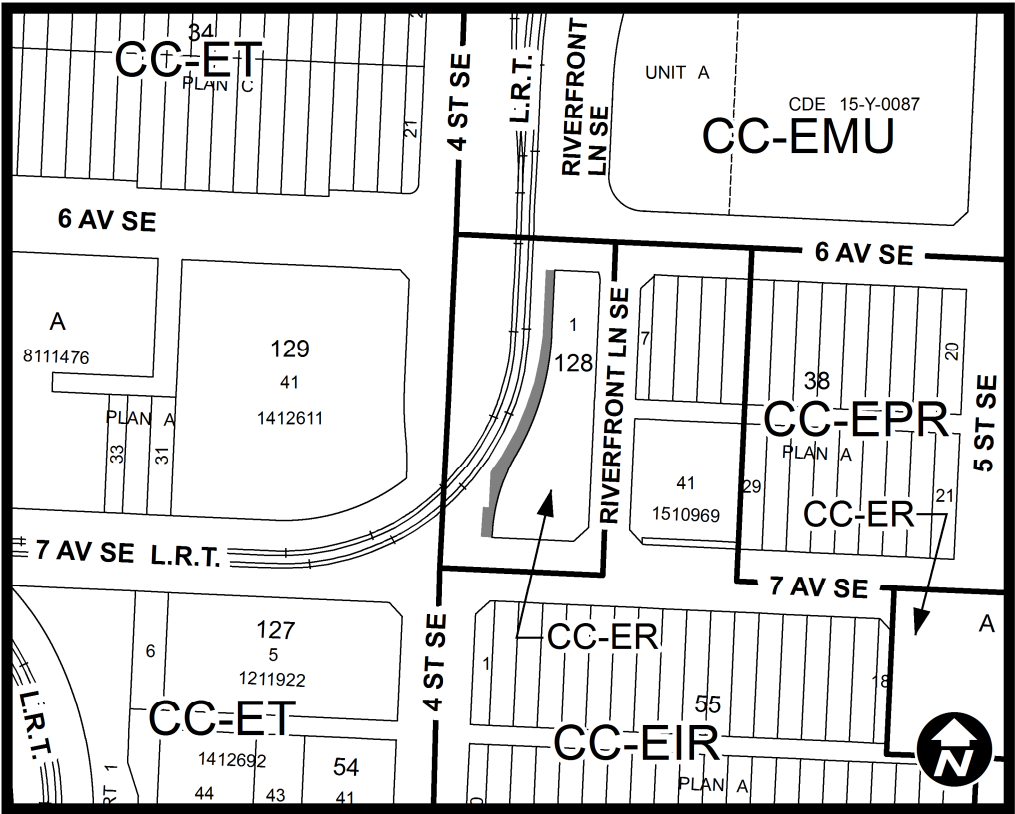 34
CC-ET
PLAN C
21
4 ST SE
L.R.T.
RIVERFRONT
LN SE
UNIT A
CDE 15-Y-0087
CC-EMU
6 AV SE
6 AV SE
A
8111476
PLAN A
33
31
129
41
1412611
1
128
RIVERFRONT LN SE
7
38
20
CC-EPR
PLAN A
5 ST SE
41
1510969
29
21
CC-ER
7 AV SE L.R.T.
7 AV SE
A
CC-ER
6
127
5
1211922
CC-ET
1412692
44
43
54
41
4 ST SE
1
18
55
CC-EIR
PLAN A
L.R.T.
N